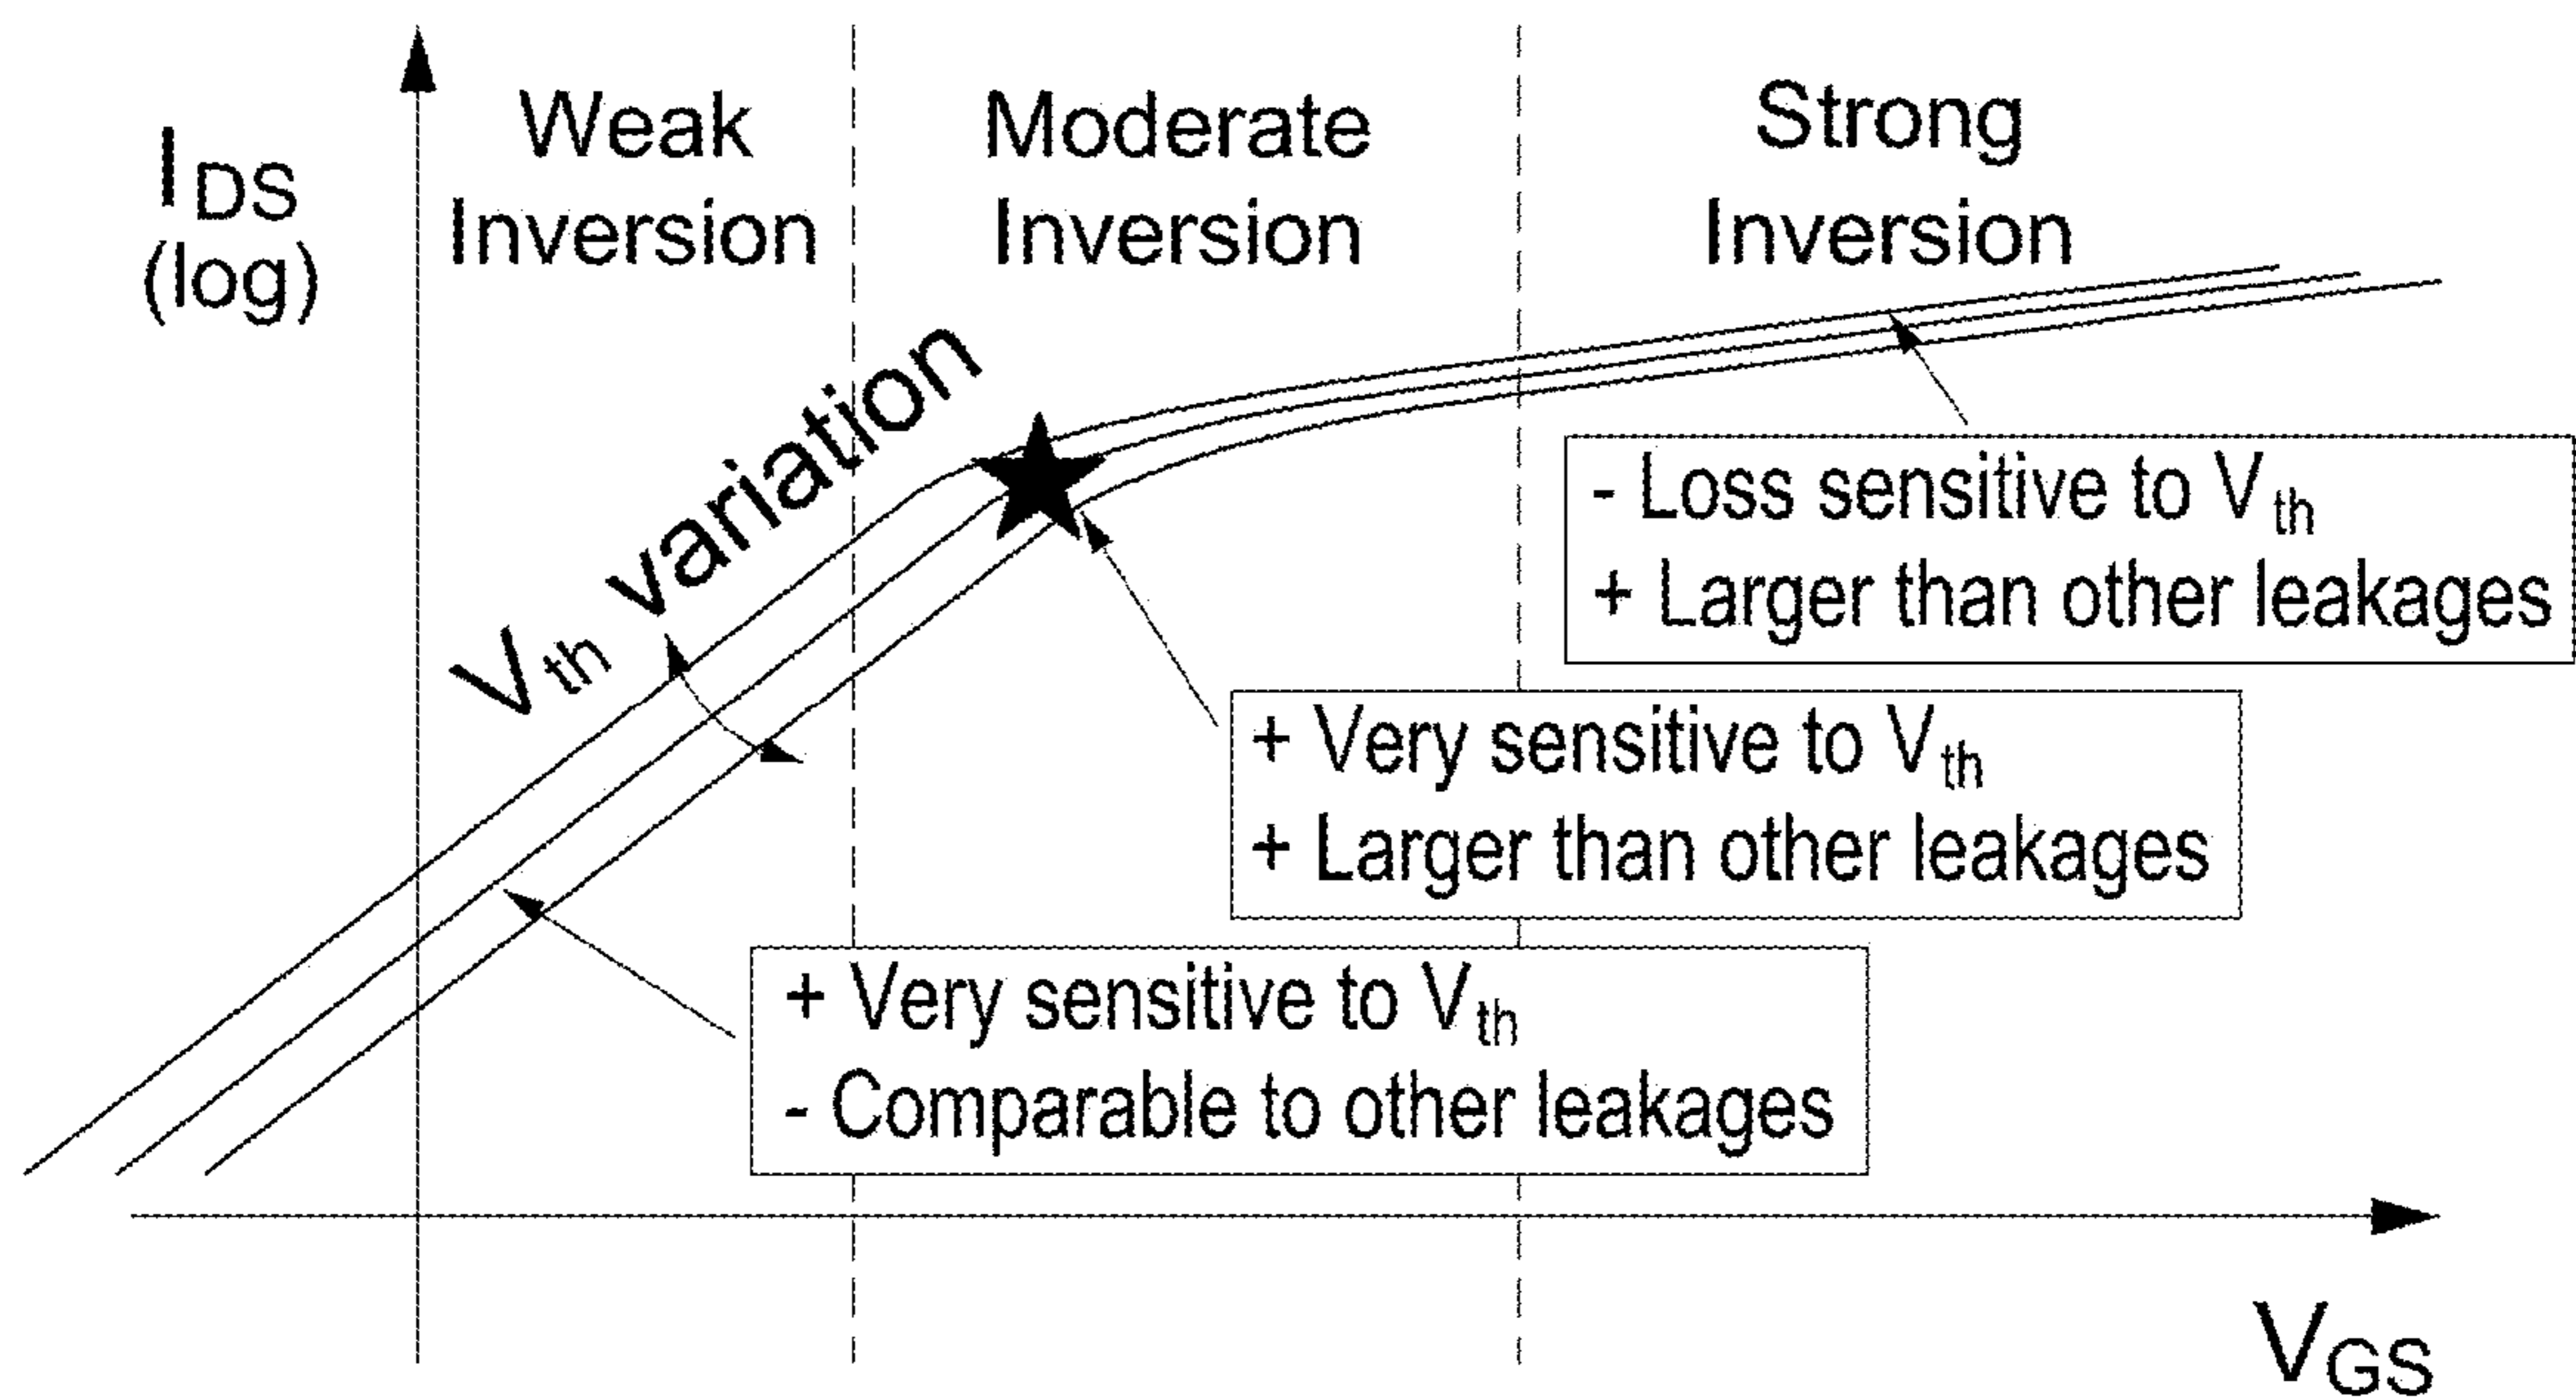 I DS
(log)
Weak
Inversion
Moderate
Inversion
Strong
Inversion
Vth variation
- Loss sensitive to Vth
+ Larger than other leakages
+ Very sensitive to Vth
+ Larger than other leakages
+ Very sensitive to Vth
- Comparable to other leakages
VGS